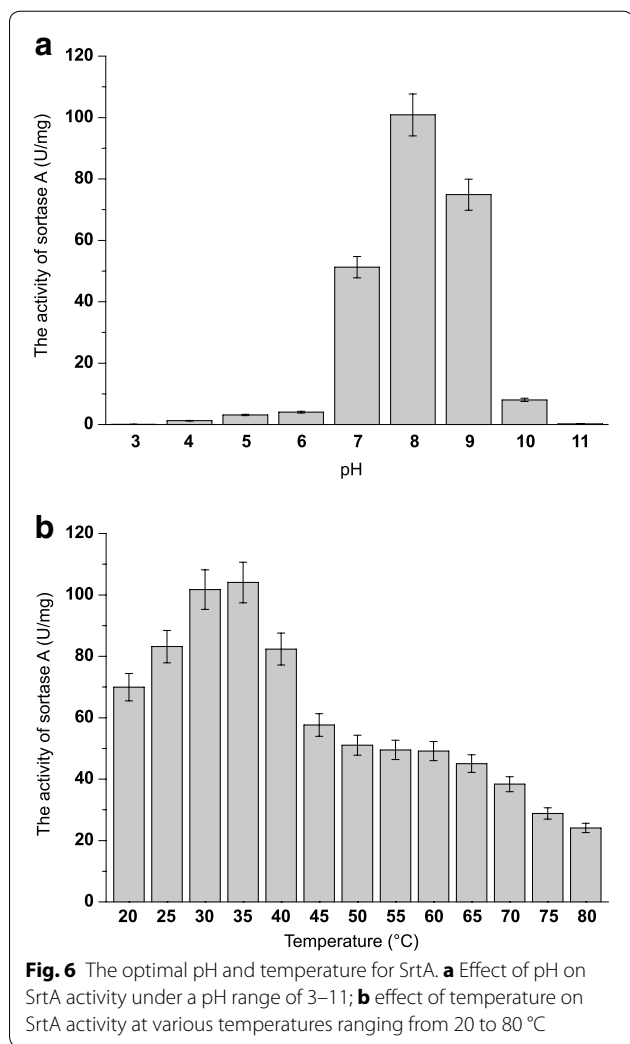 a
120
100
80
60
40
20
0
The activity of sortase A (U/mg)
3 4 5 6 7 8 9 10 11
pH
b
120
100
80
60
40
20
0
The activity of sortase A (U/mg)
20 25 30 35 40 45 50 55 60 65 70 75 80
Temperature (°C)
Fig. 6 The optimal pH and temperature for SrtA. a Effect of pH on
SrtA activity under a pH range of 3–11; b effect of temperature on
SrtA activity at various temperatures ranging from 20 to 80 °C